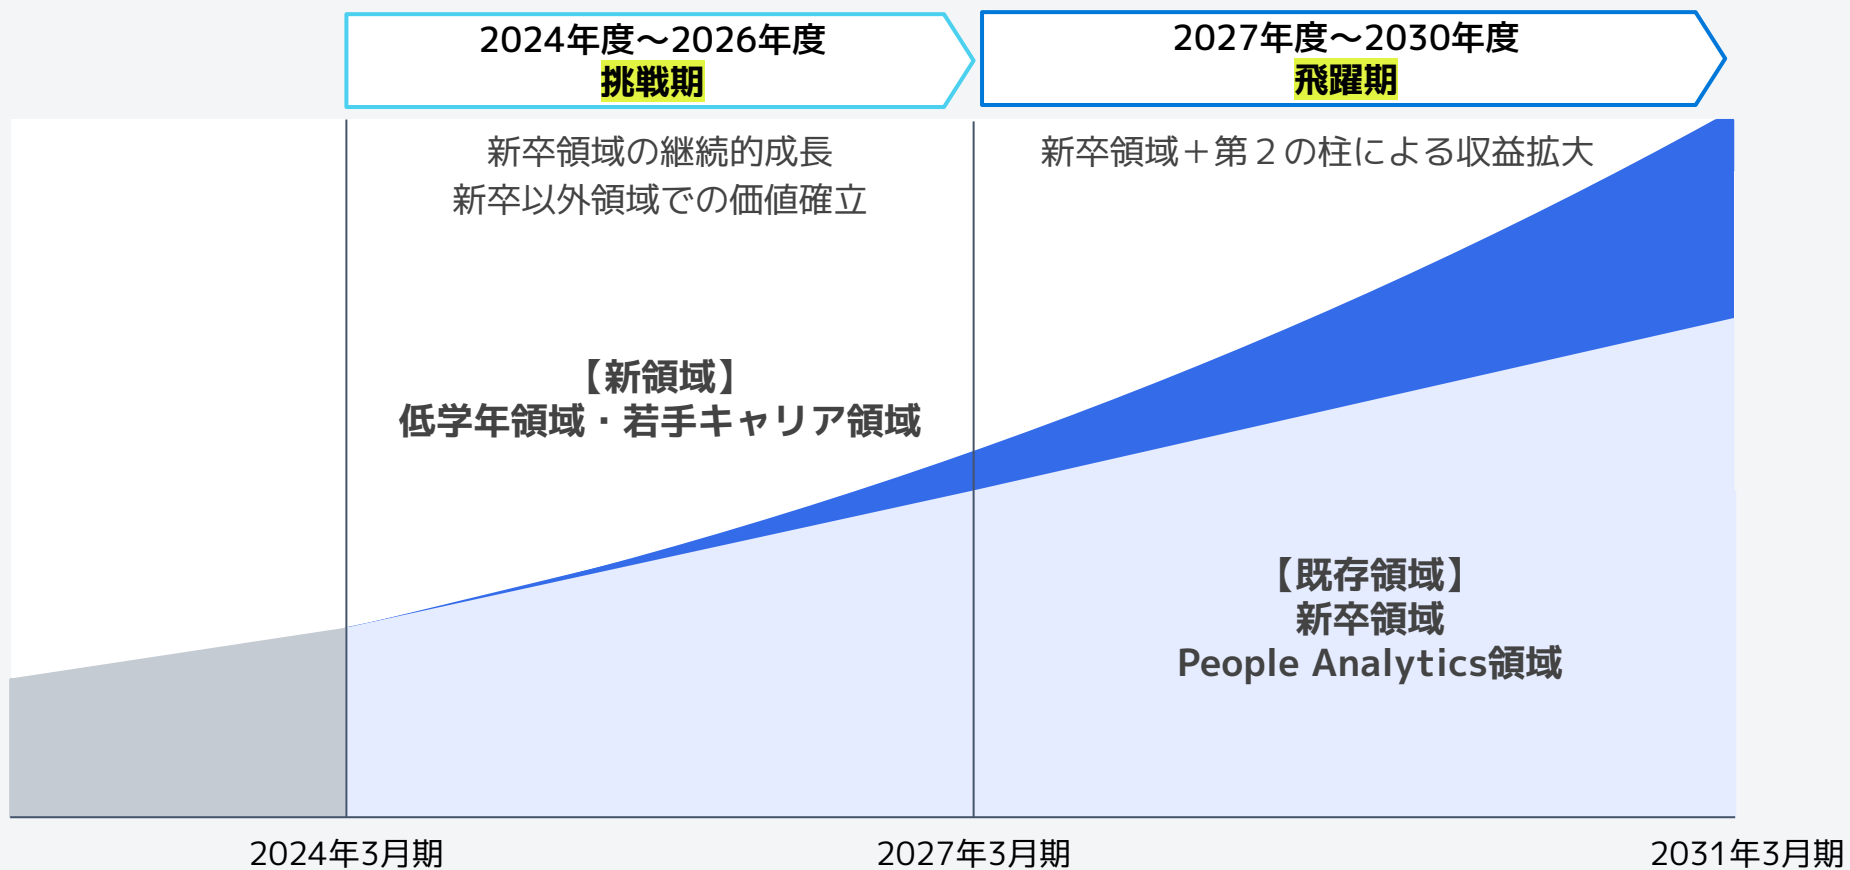 2024年度～2026年度
挑戦期
2027年度～2030年度
飛躍期
新卒領域の継続的成長
新卒以外領域での価値確立
新卒領域＋第２の柱による収益拡大
【新領域】
低学年領域・若手キャリア領域
【既存領域】
新卒領域
People Analytics領域
2024年3月期
2027年3月期
2031年3月期